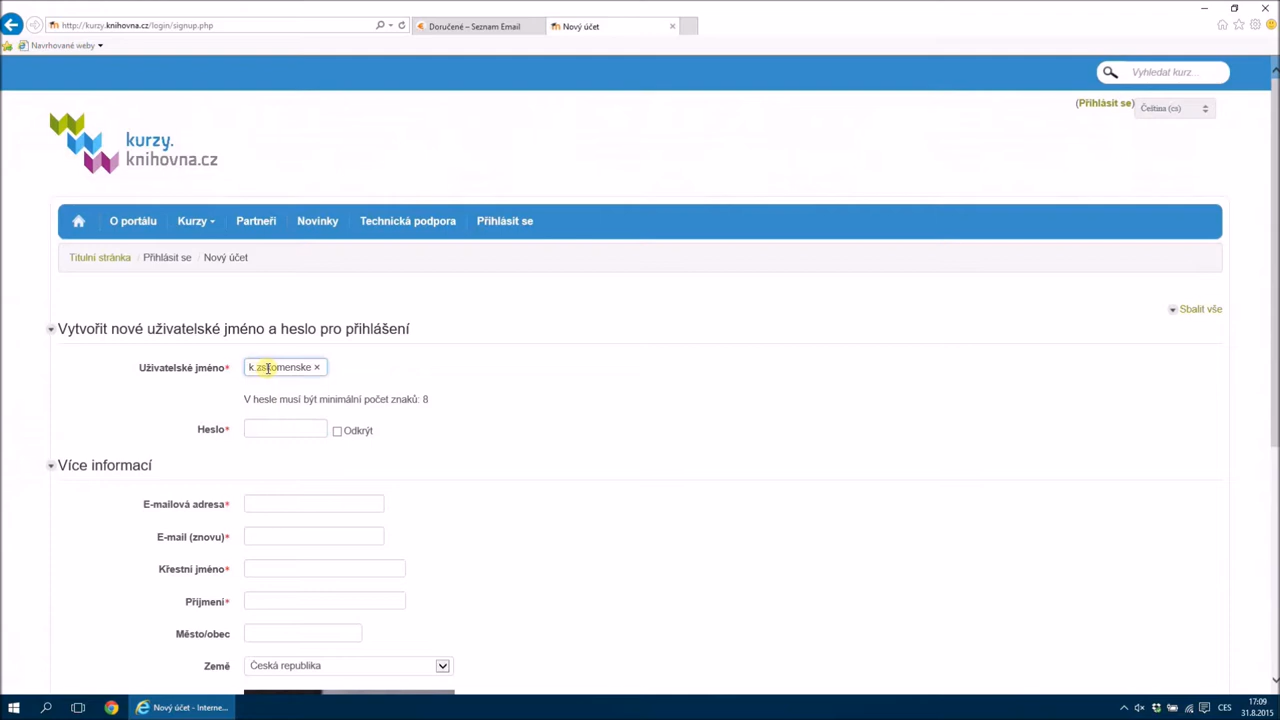 http://kurzy.knihovna.cz/login/signup.php
Doručené – Seznam Email
Nový účet
Navrhované weby
Vyhledat kurz...
(Přihlásit se)
Čeština (cs)
kurzy.
knihovna.cz
O portálu Kurzy Partneři Novinky Technická podpora Přihlásit se
Titulní stránka / Přihlásit se / Nový účet
Sbalit vše
Vytvořit nové uživatelské jméno a heslo pro přihlášení
Uživatelské jméno* k.zskomenske ×
V hesle musí být minimální počet znaků: 8
Heslo* Odkrýt
Více informací
E-mailová adresa*
E-mail (znovu)*
Křestní jméno*
Příjmení*
Město/obec
Země Česká republika
Nový účet - Interne...
CES
17:09
31.8.2015